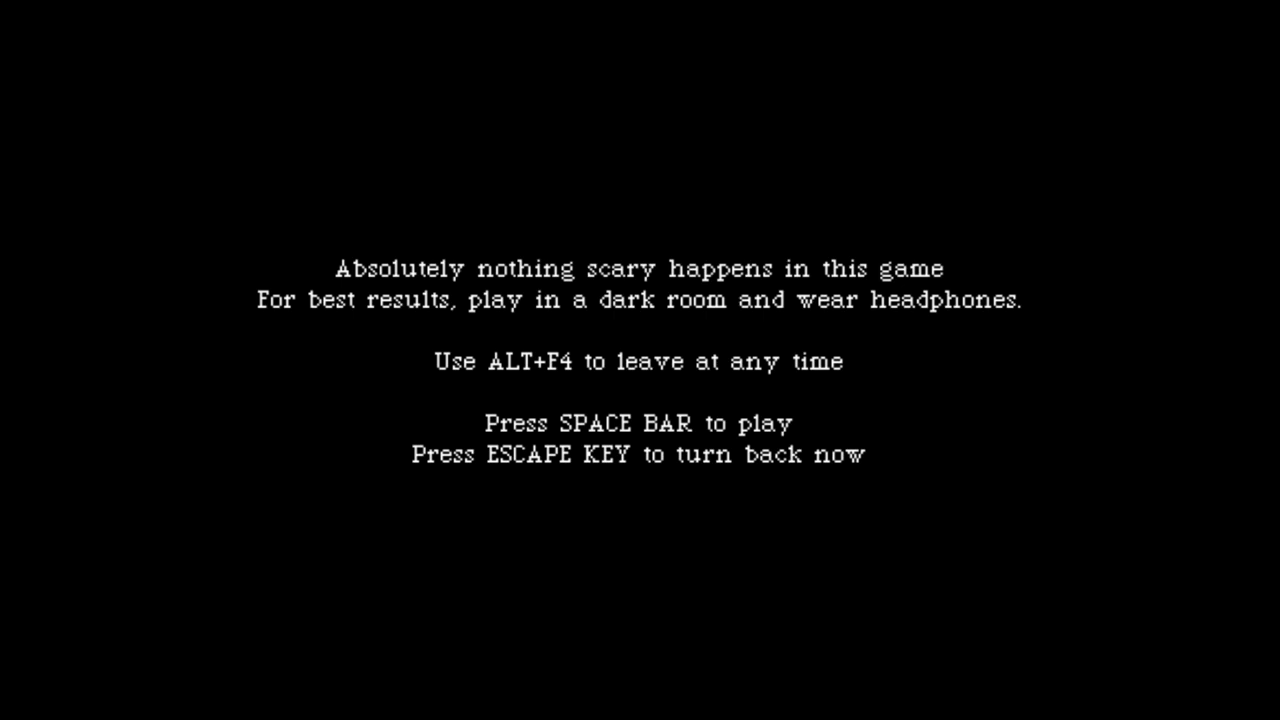 Absolutely nothing scary happens in this game
For best results, play in a dark room and wear headphones.
Use ALT+F4 to leave at any time
Press SPACE BAR to play
Press ESCAPE KEY to turn back now